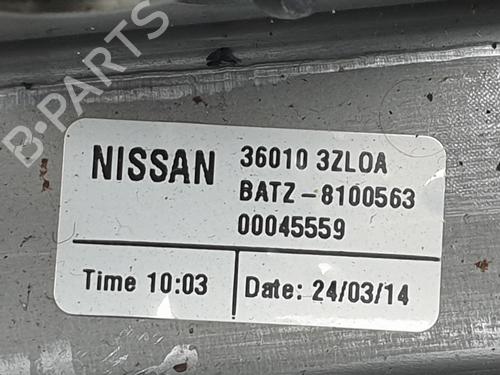 B-PARTS
NISSAN
36010 3ZL0A
BATZ-8100563
00045559
Time 10:03
Date: 24/03/14